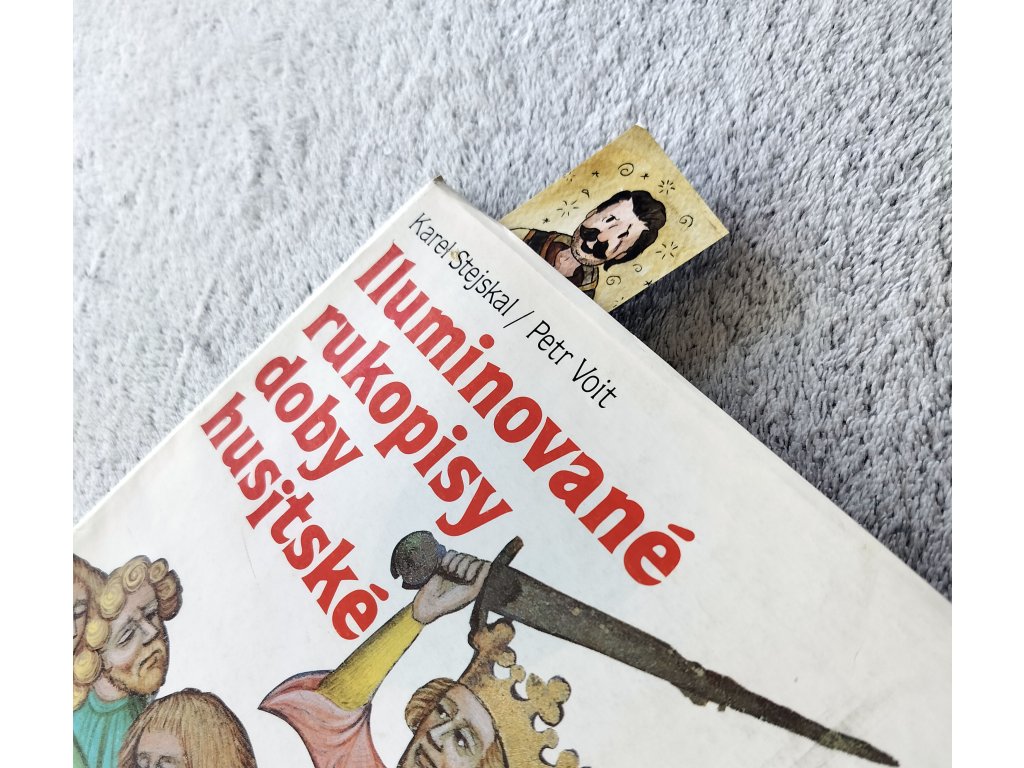 Karel Stejskal / Petr Voit
Iluminované
rukopisy
doby
husitské